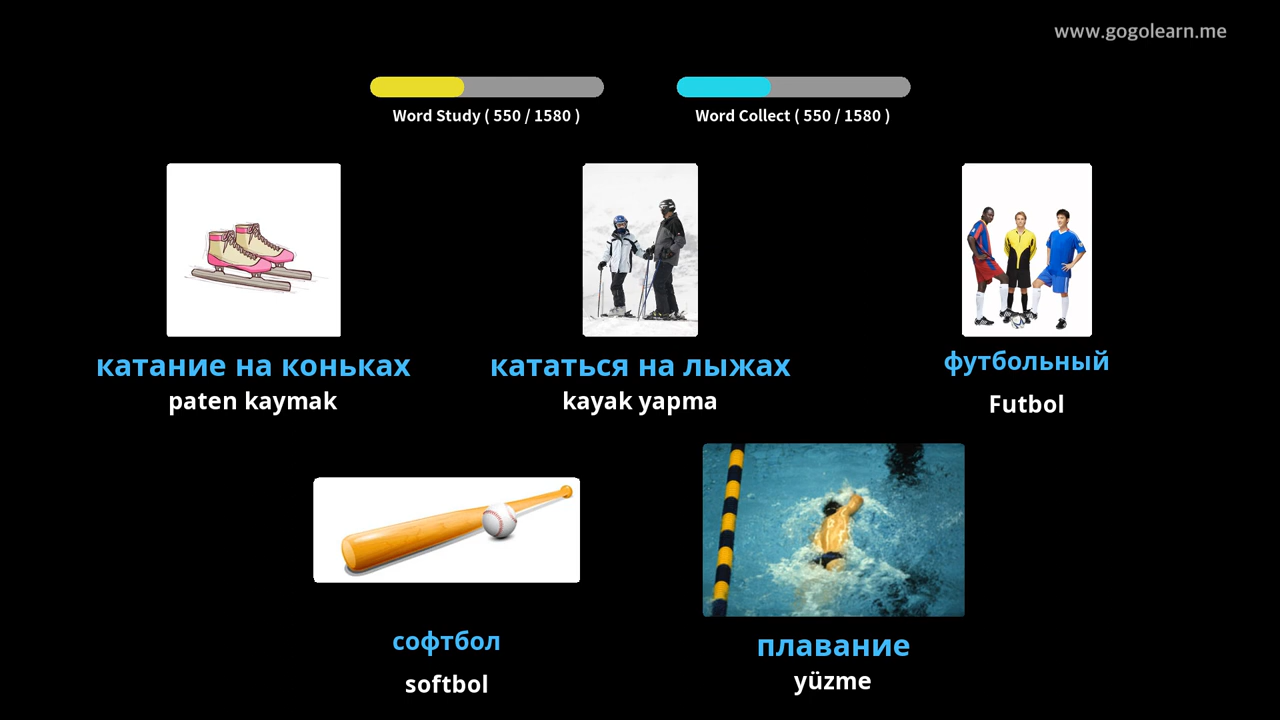 www.gogolearn.me
Word Study ( 550 / 1580 )
Word Collect ( 550 / 1580 )
катание на коньках
paten kaymak
кататься на лыжах
kayak yapma
футбольный
Futbol
софтбол
softbol
плавание
yüzme